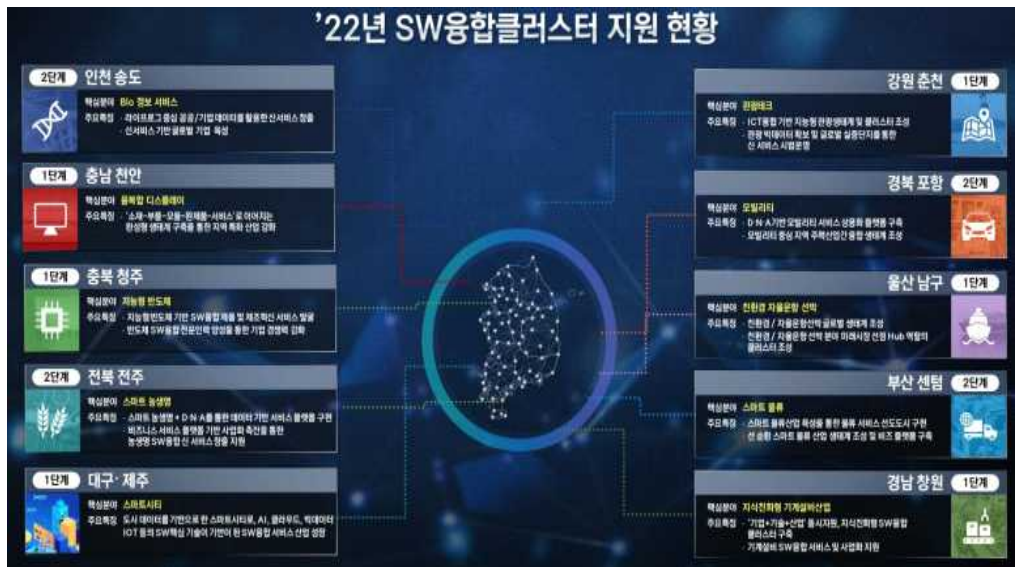 '22년 SW융합클러스터 지원 현황
2단계 인천 송도
핵심분야 Bio 정보 서비스
주요특징 · 라이프로그 중심 공공/기업 데이터를 활용한 신서비스 창출
· 신서비스 기반 글로벌 기업 육성
1단계 충남 천안
핵심분야 융복합 디스플레이
주요특징 · '소재-부품-모듈-완제품-서비스'로 이어지는
완성형 생태계 구축을 통한 지역 특화 산업 강화
1단계 충북 청주
핵심분야 지능형 반도체
주요특징 · 지능형반도체 기반 SW융합 제품 및 제조혁신 서비스 발굴
· 반도체 SW융합 전문인력 양성을 통한 기업 경쟁력 강화
2단계 전북 전주
핵심분야 스마트 농생명
주요특징 · 스마트 농생명 + D·N·A를 통한 데이터 기반 서비스 플랫폼 구현
· 비즈니스 서비스 플랫폼 기반 사업화 촉진을 통한
농생명 SW융합 신 서비스 창출 지원
1단계 대구·제주
핵심분야 스마트시티
주요특징 도시 데이터를 기반으로 한 스마트시티로, AI, 클라우드, 빅데이터
IOT 등의 SW핵심 기술이 기반이 된 SW융합 서비스 산업 성장
강원 춘천 1단계
핵심분야 관광테크
주요특징 · ICT융합 기반 지능형 관광생태계 및 클러스터 조성
· 관광 빅데이터 확보 및 글로벌 실증단지를 통한
신 서비스 시범운영
경북 포항 2단계
핵심분야 모빌리티
주요특징 · D·N·A기반 모빌리티 서비스 상용화 플랫폼 구축
· 모빌리티 중심 지역 주력산업간 융합 생태계 조성
울산 남구 1단계
핵심분야 친환경 자율운항 선박
주요특징 · 친환경 / 자율운항선박 글로벌 생태계 조성
· 친환경 / 자율운항 선박 분야 미래시장 선점 Hub 역할의
클러스터 조성
부산 센텀 2단계
핵심분야 스마트 물류
주요특징 · 스마트 물류산업 육성을 통한 물류 서비스 선도도시 구현
선 순환 스마트 물류 산업 생태계 조성 및 비즈 플랫폼 구축
경남 창원 1단계
핵심분야 지식진화형 기계설비산업
주요특징 · '기업+기술+산업' 동시지원, 지식진화형 SW융합
클러스터 구축
· 기계설비 SW융합 서비스 및 사업화 지원